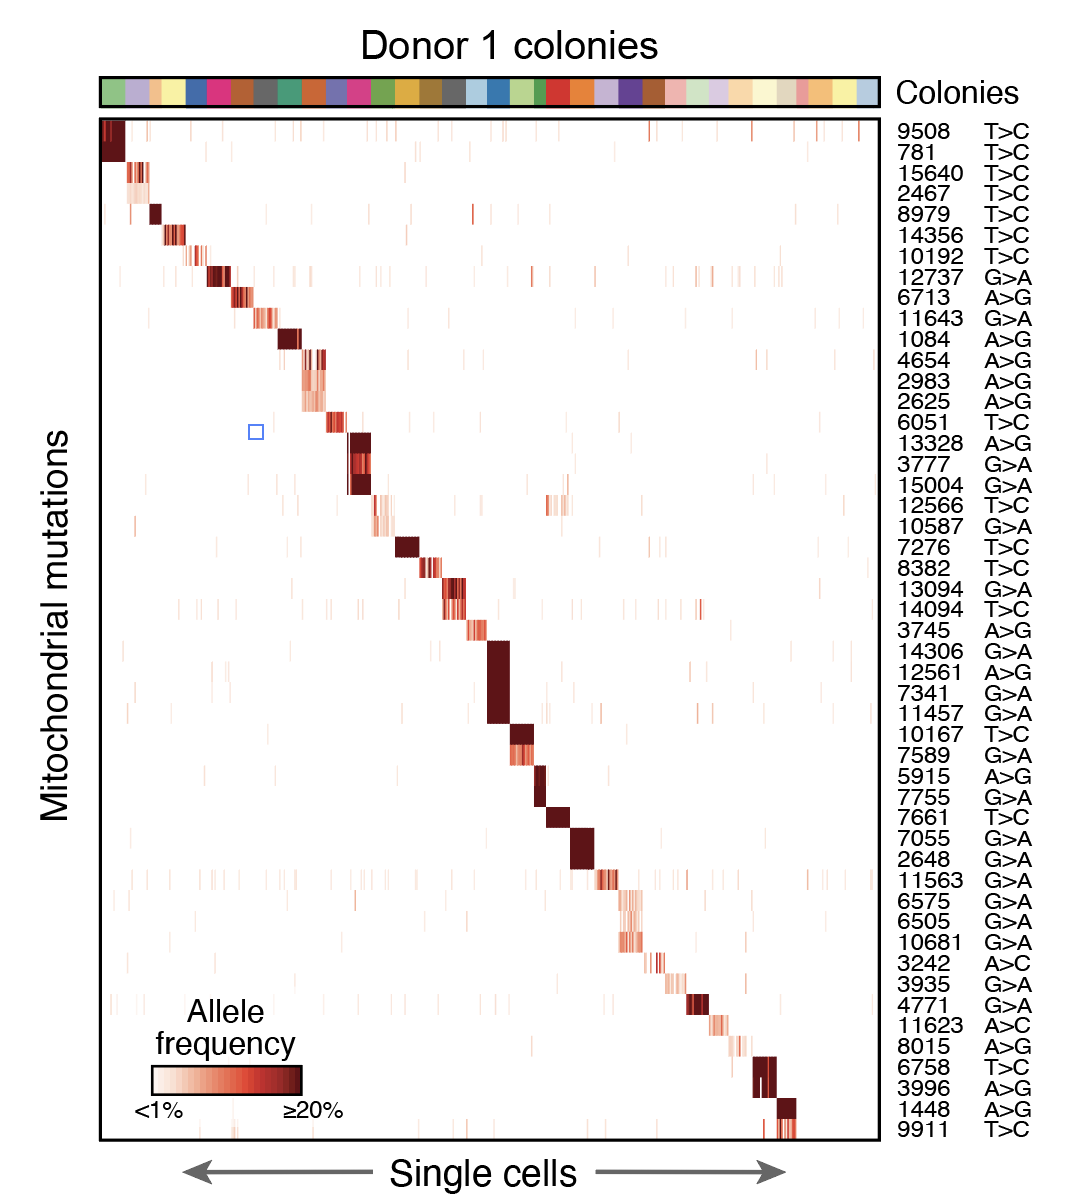 Donor 1 colonies
Colonies
9508 T>C
781 T>C
15640 T>C
2467 T>C
8979 T>C
14356 T>C
10192 T>C
12737 G>A
6713 A>G
11643 G>A
1084 A>G
4654 A>G
2983 A>G
2625 A>G
6051 T>C
13328 A>G
3777 G>A
15004 G>A
12566 T>C
10587 G>A
7276 T>C
8382 T>C
13094 G>A
14094 T>C
3745 A>G
14306 G>A
12561 A>G
7341 G>A
11457 G>A
10167 T>C
7589 G>A
5915 A>G
7755 G>A
7661 T>C
7055 G>A
2648 G>A
11563 G>A
6575 G>A
6505 G>A
10681 G>A
3242 A>C
3935 G>A
4771 G>A
11623 A>C
8015 A>G
6758 T>C
3996 A>G
1448 A>G
9911 T>C
Mitochondrial mutations
Allele
frequency
<1% ≥20%
Single cells